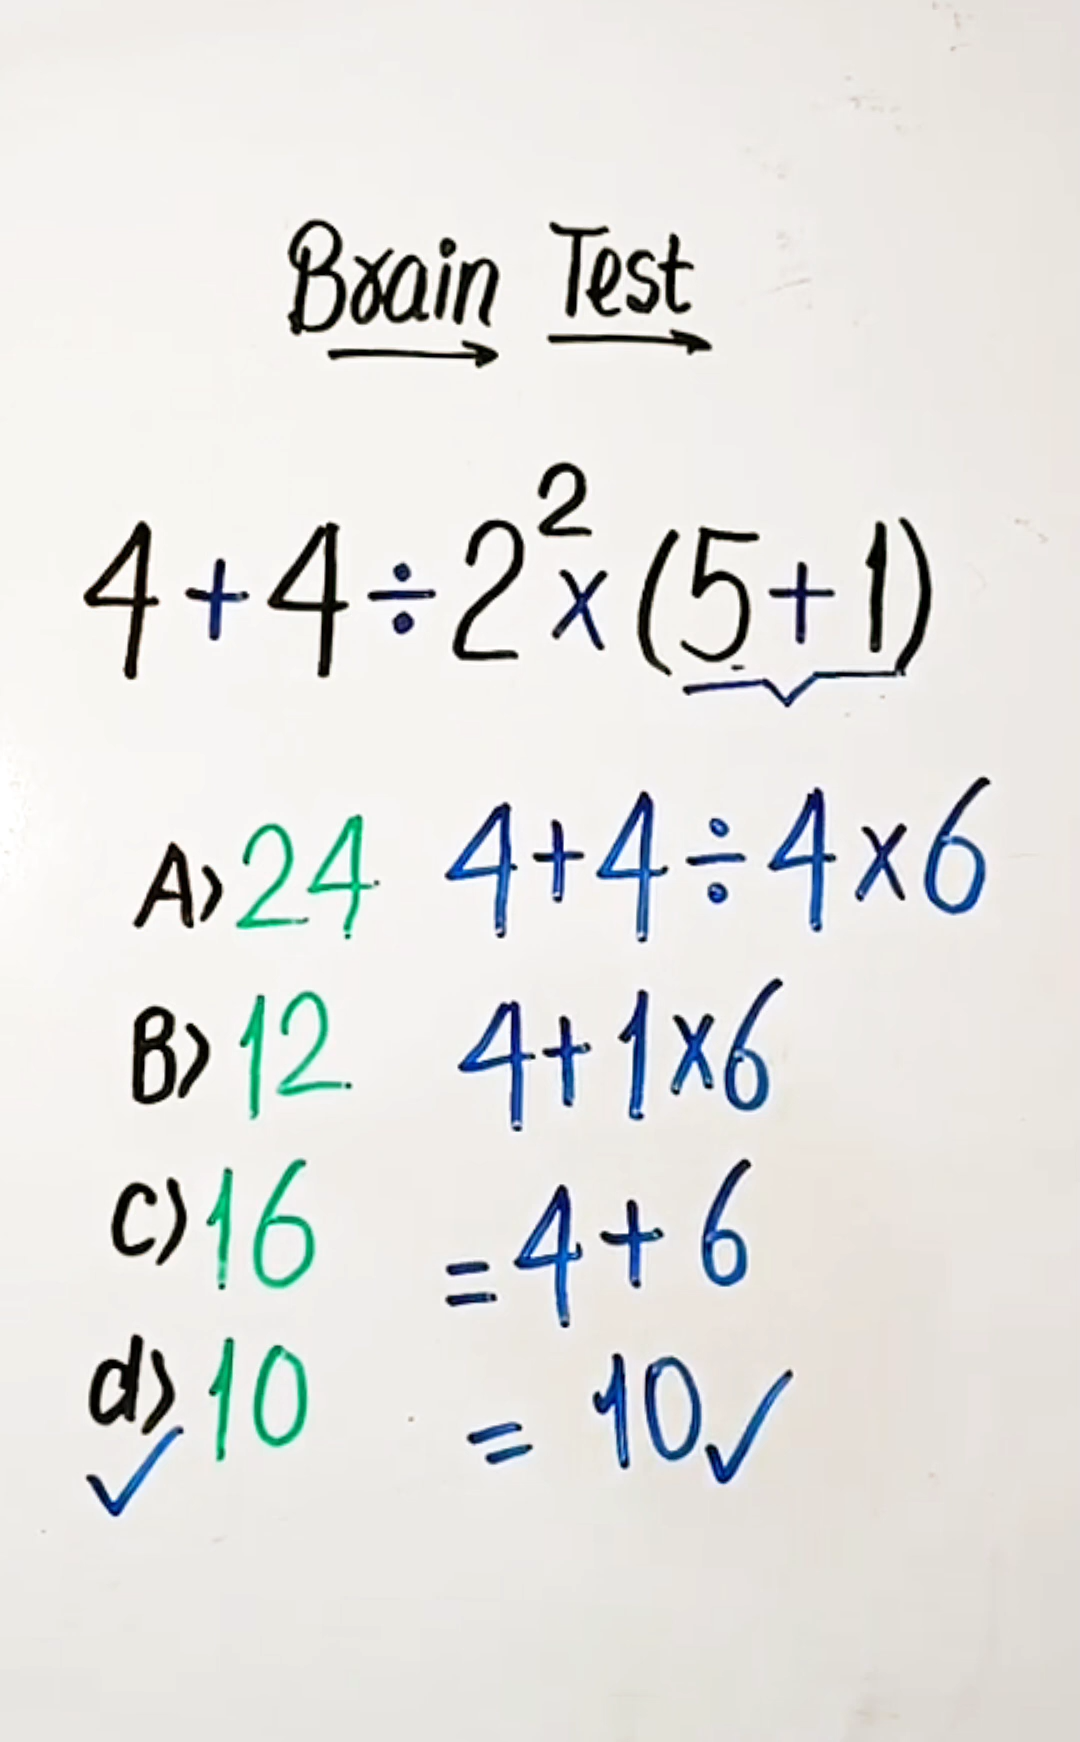 Brain Test
4+4÷2²×(5+1)
A) 24 4+4÷4×6
B) 12 4+1×6
C) 16 =4+6
d) 10 = 10✓
✓